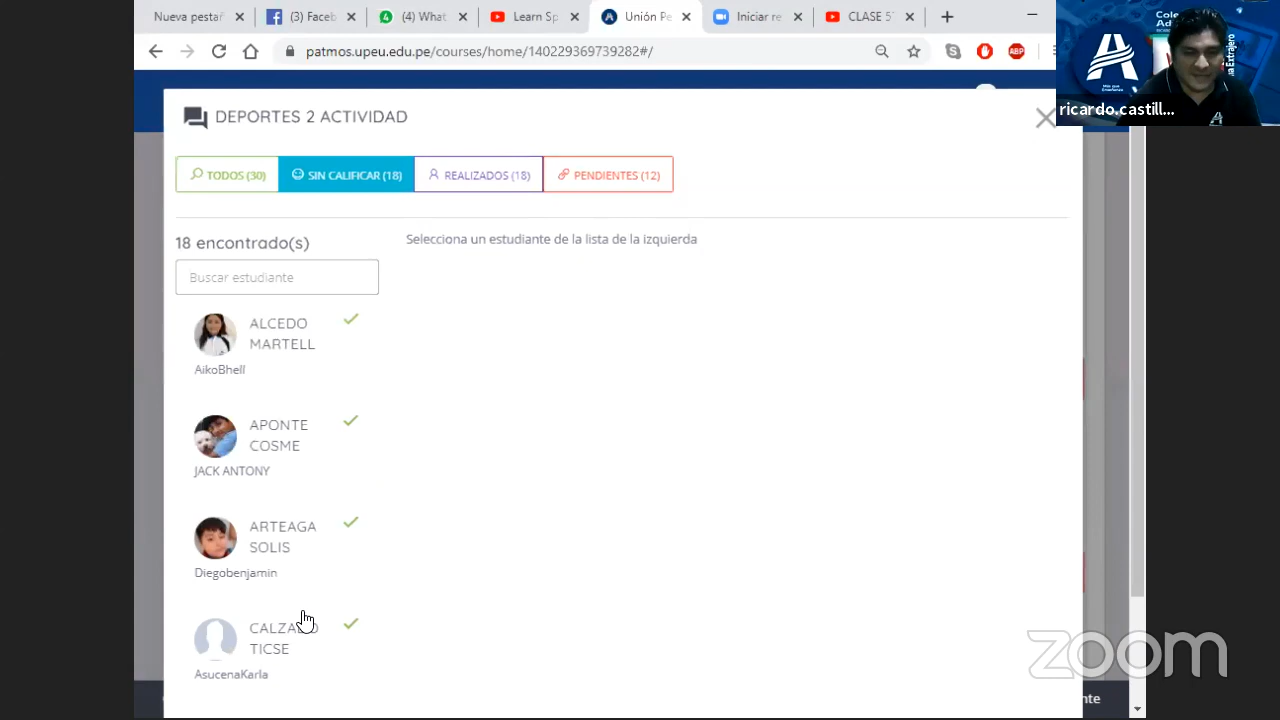 Nueva pestañ
(3) Faceb
(4) What
Learn Sp
Unión Pe
Iniciar re
CLASE 5
patmos.upeu.edu.pe/courses/home/140229369739282#/
ABP
DEPORTES 2 ACTIVIDAD
TODOS (30)
SIN CALIFICAR (18)
REALIZADOS (18)
PENDIENTES (12)
18 encontrado(s)
Selecciona un estudiante de la lista de la izquierda
Buscar estudiante
ALCEDO
MARTELL
AikoBhell
APONTE
COSME
JACK ANTONY
ARTEAGA
SOLIS
Diegobenjamin
CALZADO
TICSE
AsucenaKarla
ricardo.castill...
zoom
nte